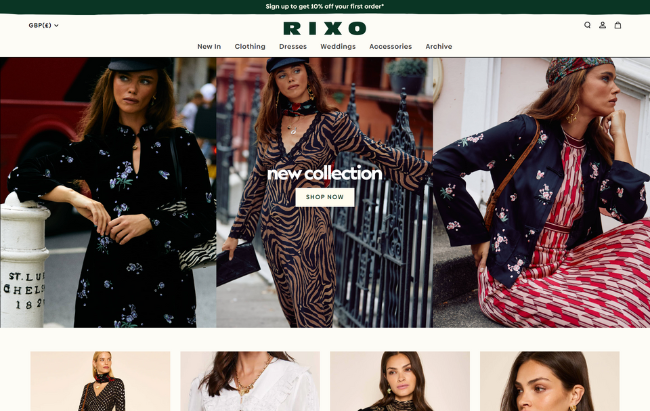 Sign up to get 10% off your first order*
GBP(£)
RIXO
New In Clothing Dresses Weddings Accessories Archive
new collection
SHOP NOW
ST. LU
CHELS
182